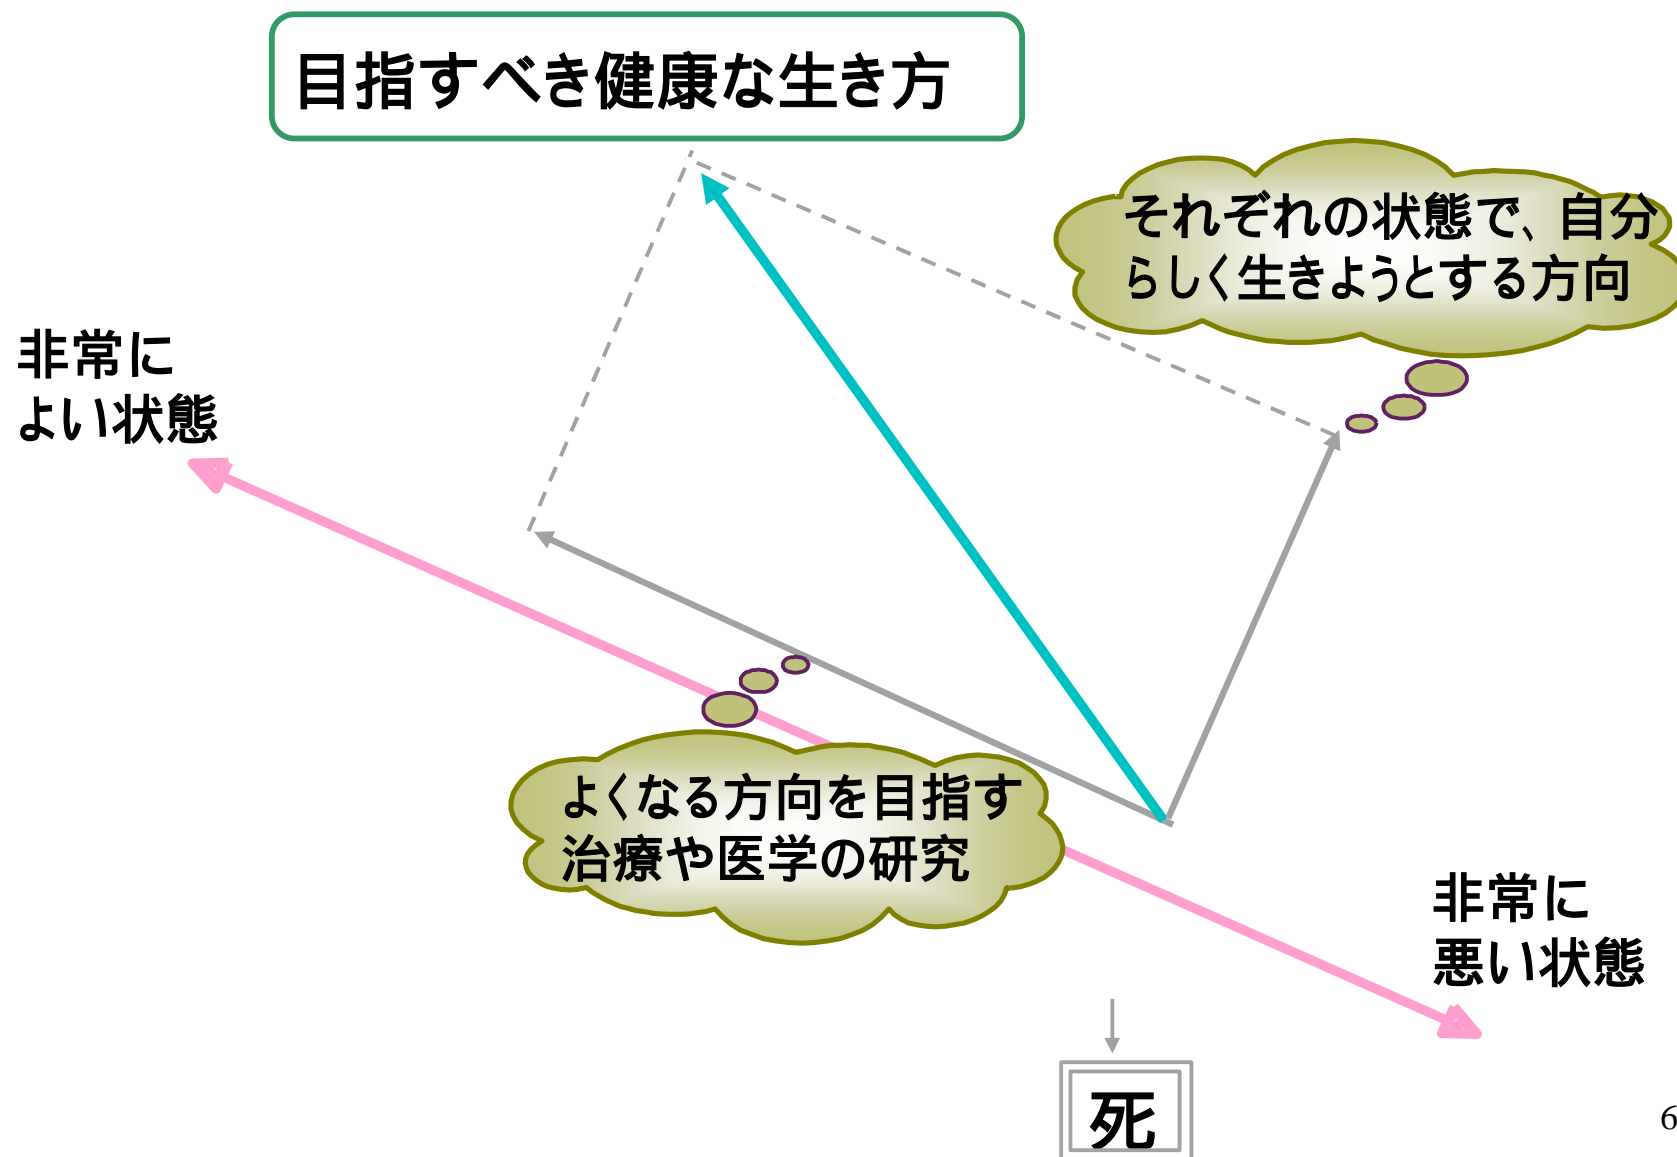 目指すべき健康な生き方
それぞれの状態で、自分
らしく生きようとする方向
非常に
よい状態
よくなる方向を目指す
治療や医学の研究
非常に
悪い状態
死
6